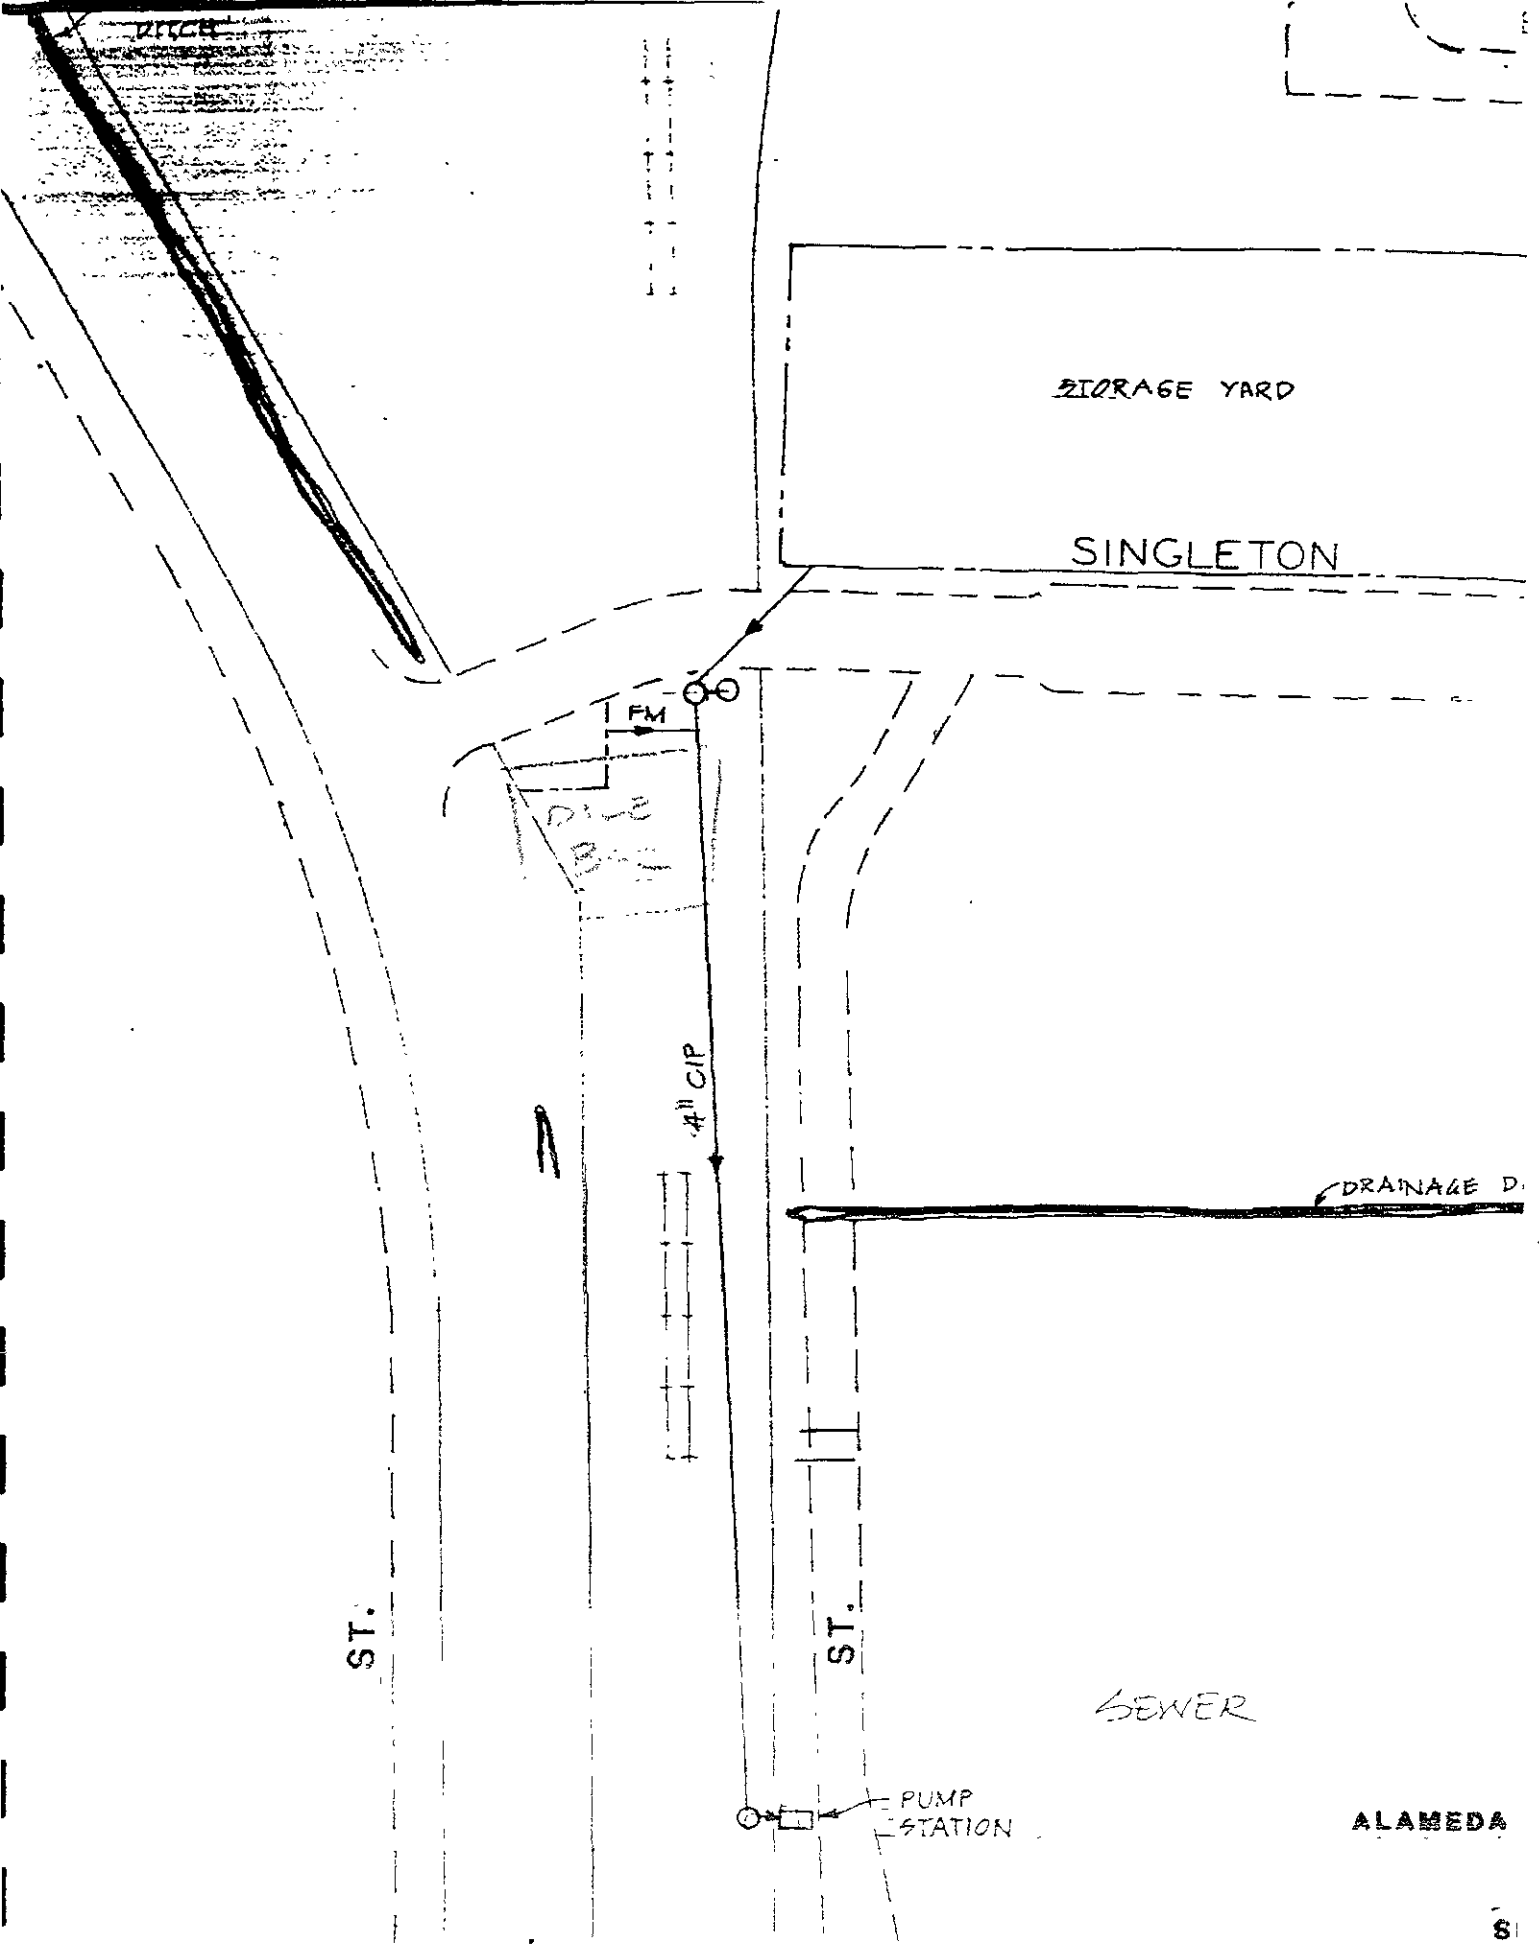 DITCH
STORAGE YARD
SINGLETON
FM
4" CIP
DRAINAGE D
ST.
ST.
SEWER
PUMP
STATION
ALAMEDA